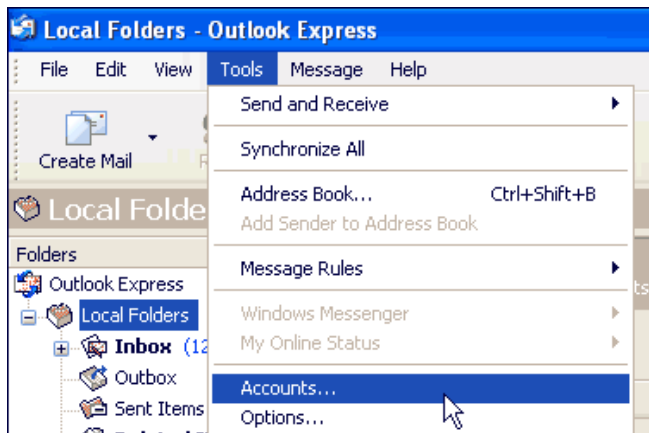 Local Folders - Outlook Express
File Edit View Tools Message Help
Send and Receive
Create Mail
Synchronize All
Address Book... Ctrl+Shift+B
Add Sender to Address Book
Local Folde
Folders
Message Rules
Outlook Express
Local Folders
Windows Messenger
Inbox (12
My Online Status
Outbox
Accounts...
Sent Items
Options...